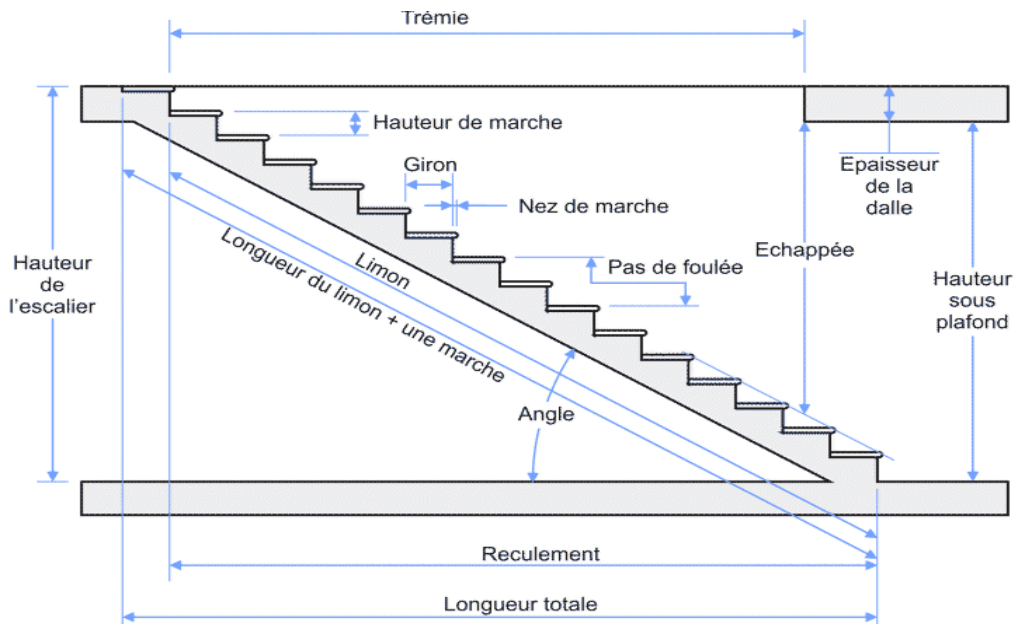 Trémie
Hauteur de marche
Giron
Nez de marche
Epaisseur
de la
dalle
Echappée
Pas de foulée
Hauteur
de
l'escalier
Limon
Longueur du limon + une marche
Hauteur
sous
plafond
Angle
Reculement
Longueur totale